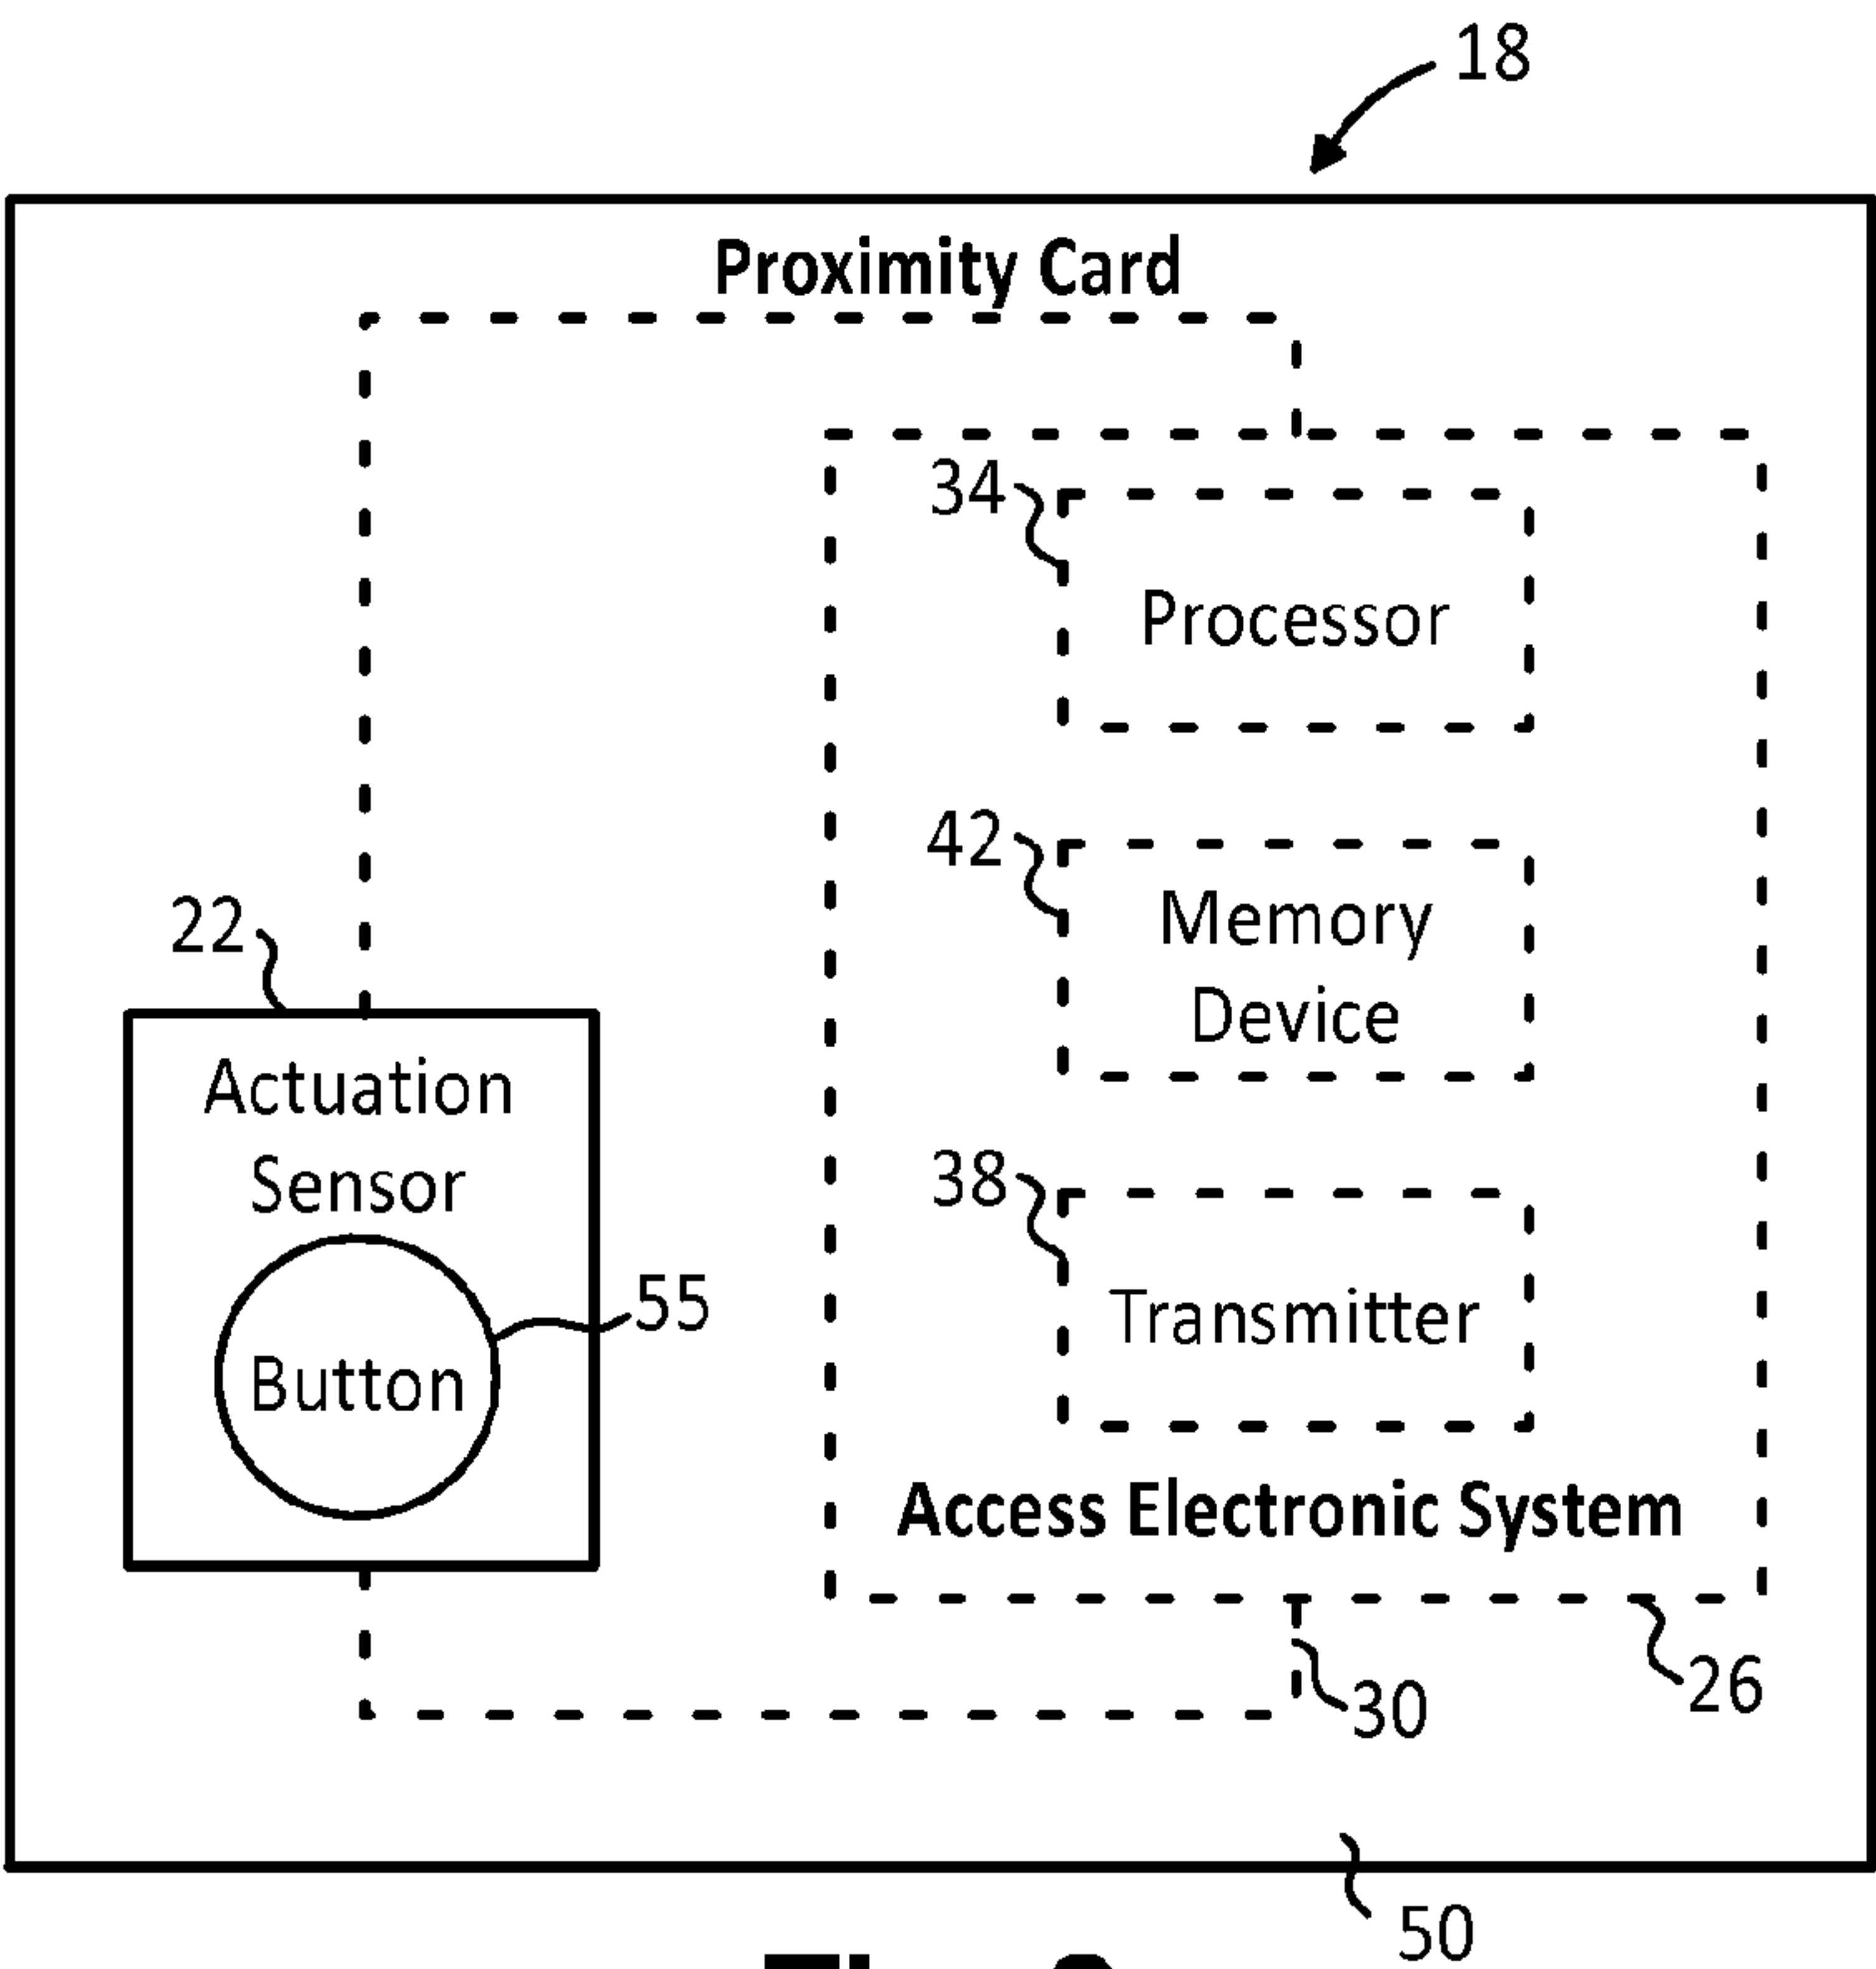 18
Proximity Card
34
Processor
42
Memory
Device
22
Actuation
Sensor
38
55
Transmitter
Button
Access Electronic System
26
30
50